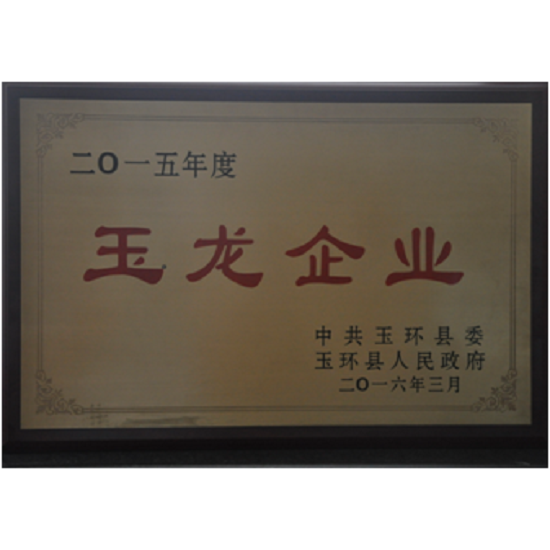 二〇一五年度
玉龙企业
中共玉环县委
玉环县人民政府
二〇一六年三月